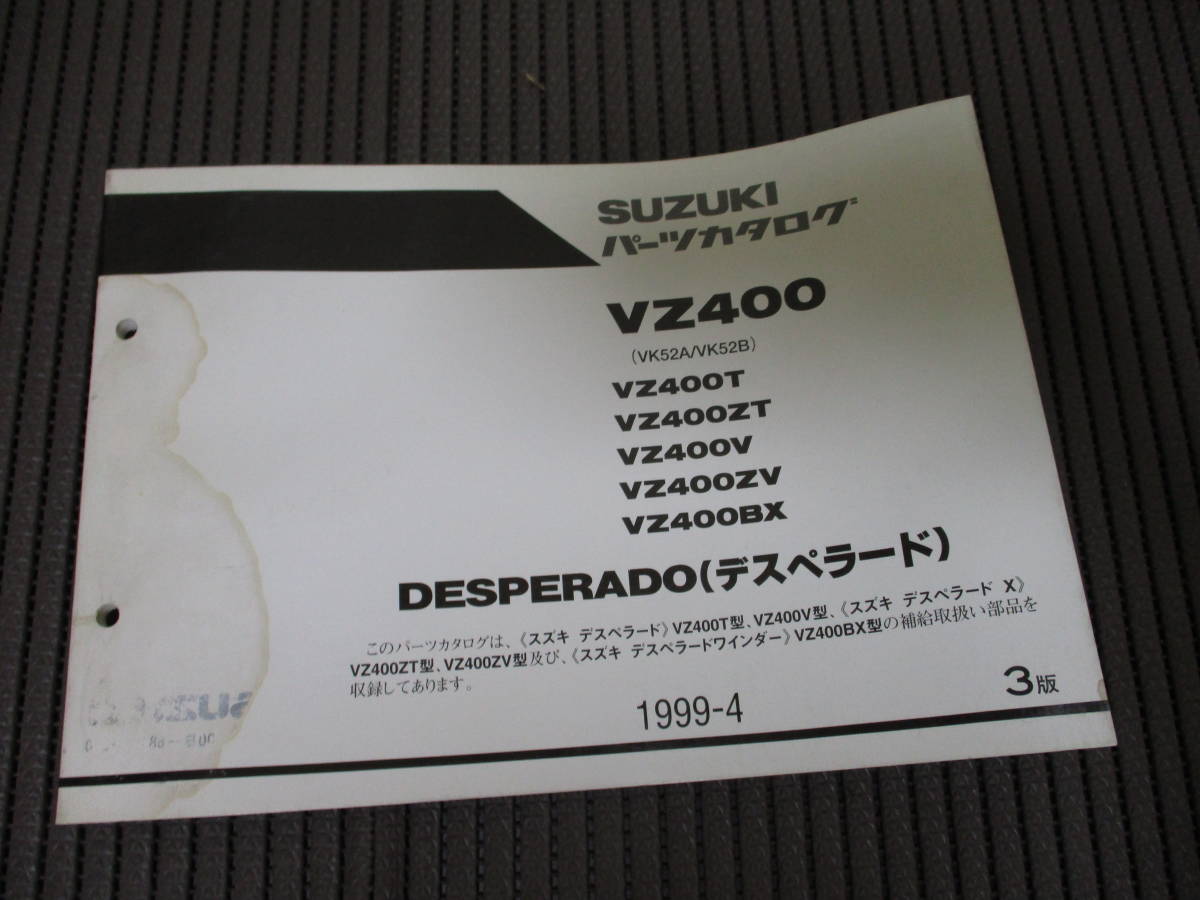 SUZUKI
パーツカタログ
VZ400
(VK52A/VK52B)
VZ400T
VZ400ZT
VZ400V
VZ400ZV
VZ400BX
DESPERADO(デスペラード)
このパーツカタログは、《スズキ デスペラード》VZ400T型、VZ400V型、《スズキ デスペラード X》
VZ400ZT型、VZ400ZV型及び、《スズキ デスペラードワインダー》VZ400BX型の補給取扱い部品を
収録してあります。
1999-4
3版